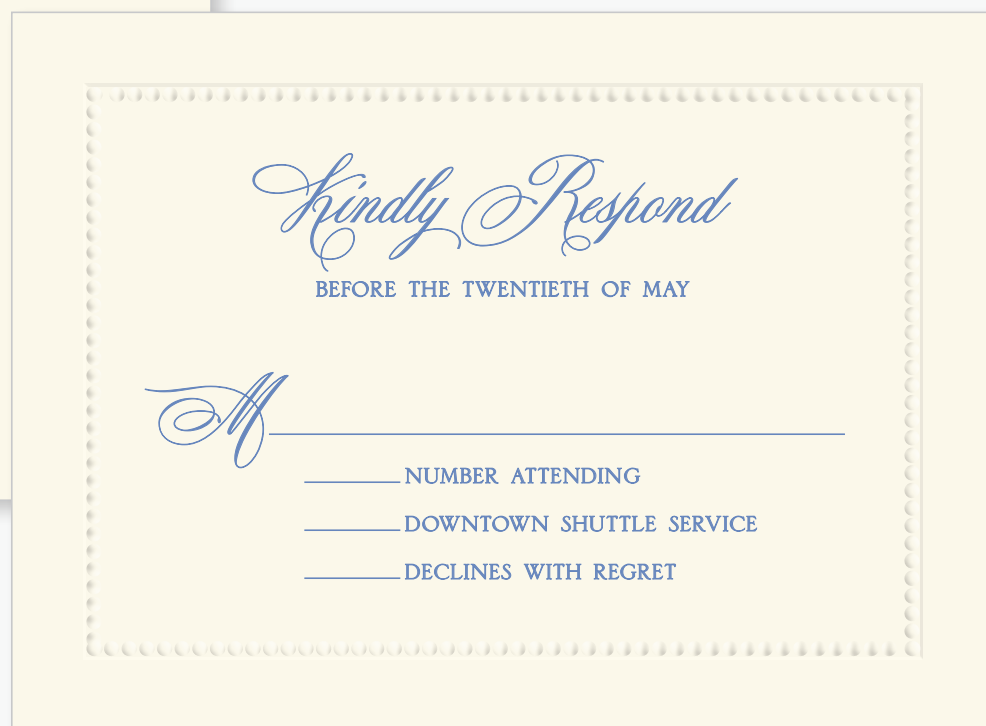 Kindly Respond
BEFORE THE TWENTIETH OF MAY
M
NUMBER ATTENDING
DOWNTOWN SHUTTLE SERVICE
DECLINES WITH REGRET